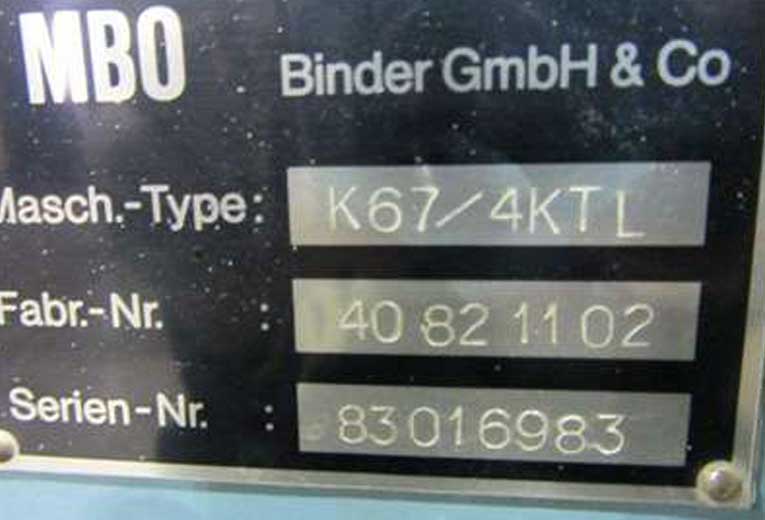 MBO Binder GmbH & Co
Masch.-Type: K67/4KTL
Fabr.-Nr. : 40 82 11 02
Serien-Nr. : 83016983